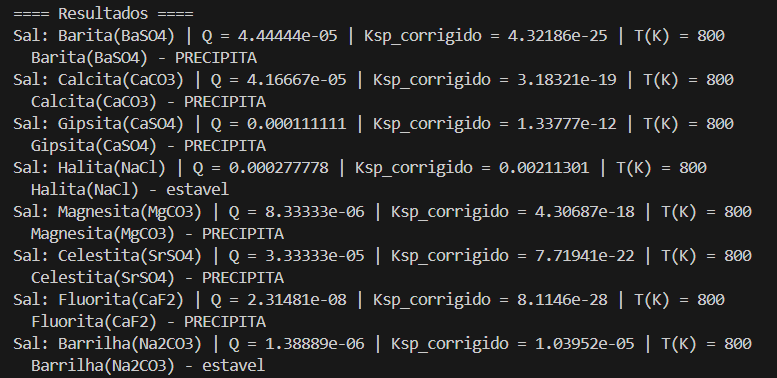 ==== Resultados ====
Sal: Barita(BaSO4) | Q = 4.44444e-05 | Ksp_corrigido = 4.32186e-25 | T(K) = 800
Barita(BaSO4) - PRECIPITA
Sal: Calcita(CaCO3) | Q = 4.16667e-05 | Ksp_corrigido = 3.18321e-19 | T(K) = 800
Calcita(CaCO3) - PRECIPITA
Sal: Gipsita(CaSO4) | Q = 0.000111111 | Ksp_corrigido = 1.33777e-12 | T(K) = 800
Gipsita(CaSO4) - PRECIPITA
Sal: Halita(NaCl) | Q = 0.000277778 | Ksp_corrigido = 0.00211301 | T(K) = 800
Halita(NaCl) - estavel
Sal: Magnesita(MgCO3) | Q = 8.33333e-06 | Ksp_corrigido = 4.30687e-18 | T(K) = 800
Magnesita(MgCO3) - PRECIPITA
Sal: Celestita(SrSO4) | Q = 3.33333e-05 | Ksp_corrigido = 7.71941e-22 | T(K) = 800
Celestita(SrSO4) - PRECIPITA
Sal: Fluorita(CaF2) | Q = 2.31481e-08 | Ksp_corrigido = 8.1146e-28 | T(K) = 800
Fluorita(CaF2) - PRECIPITA
Sal: Barrilha(Na2CO3) | Q = 1.38889e-06 | Ksp_corrigido = 1.03952e-05 | T(K) = 800
Barrilha(Na2CO3) - estavel